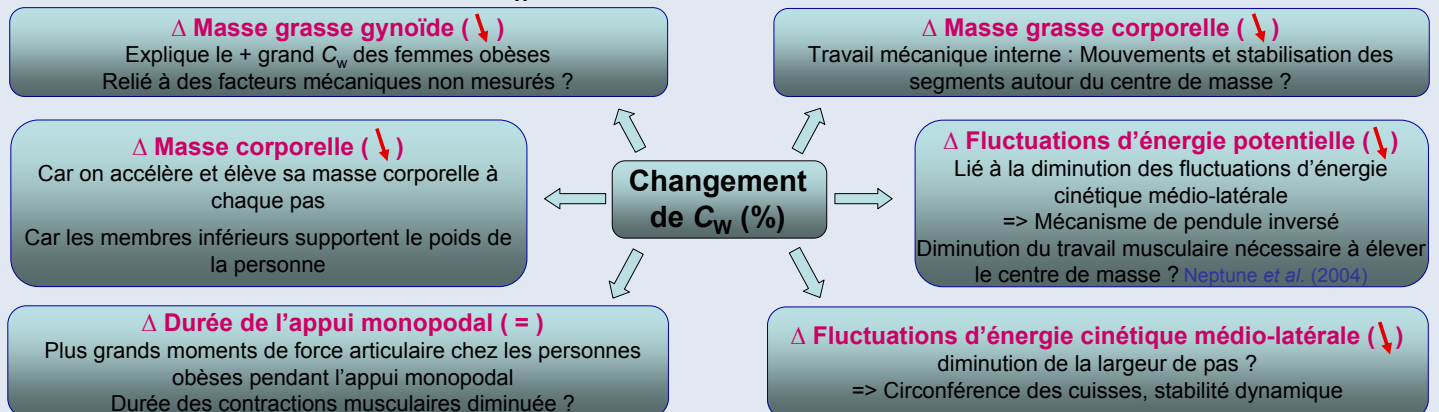 Δ Masse grasse gynoïde ( ↘ )
Explique le + grand Cw des femmes obèses
Relié à des facteurs mécaniques non mesurés ?
Δ Masse grasse corporelle ( ↘ )
Travail mécanique interne : Mouvements et stabilisation des
segments autour du centre de masse ?
Δ Masse corporelle ( ↘ )
Car on accélère et élève sa masse corporelle à
chaque pas
Car les membres inférieurs supportent le poids de
la personne
Changement
de Cw (%)
Δ Fluctuations d’énergie potentielle ( ↘ )
Lié à la diminution des fluctuations d’énergie
cinétique médio-latérale
=> Mécanisme de pendule inversé
Diminution du travail musculaire nécessaire à élever
le centre de masse ? Neptune et al. (2004)
Δ Durée de l’appui monopodal ( = )
Plus grands moments de force articulaire chez les personnes
obèses pendant l’appui monopodal
Durée des contractions musculaires diminuée ?
Δ Fluctuations d’énergie cinétique médio-latérale ( ↘ )
diminution de la largeur de pas ?
=> Circonférence des cuisses, stabilité dynamique